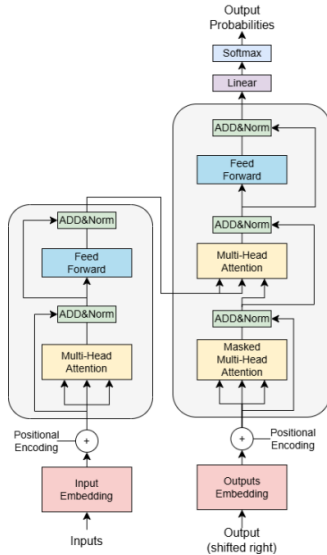 Output
Probabilities
Softmax
Linear
ADD&Norm
Feed
Forward
ADD&Norm
Multi-Head
Attention
ADD&Norm
Masked
Multi-Head
Attention
+
Positional
Encoding
Outputs
Embedding
Output
(shifted right)
ADD&Norm
Feed
Forward
ADD&Norm
Multi-Head
Attention
Positional
Encoding
+
Input
Embedding
Inputs